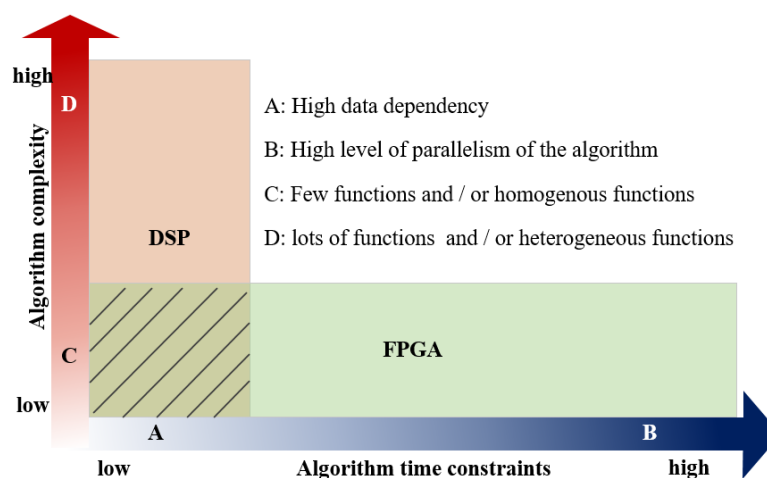 high
D
A: High data dependency
B: High level of parallelism of the algorithm
C: Few functions and / or homogenous functions
D: lots of functions and / or heterogeneous functions
Algorithm complexity
DSP
FPGA
C
low
A
B
low
Algorithm time constraints
high